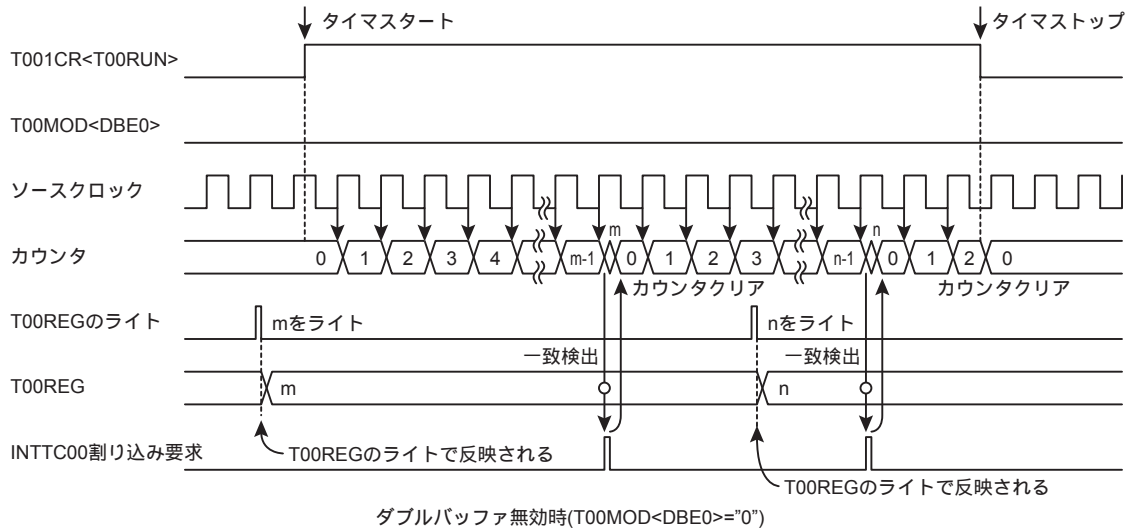 タイマスタート
タイマストップ
T001CR<T00RUN>
T00MOD<DBE0>
ソースクロック
カウンタ
0 1 2 3 4 m-1 m 0 1 2 3 n-1 n 0 1 2 0
カウンタクリア
カウンタクリア
T00REGのライト
mをライト
nをライト
一致検出
一致検出
T00REG
m
n
INTTC00割り込み要求
T00REGのライトで反映される
T00REGのライトで反映される
ダブルバッファ無効時(T00MOD<DBE0>="0")